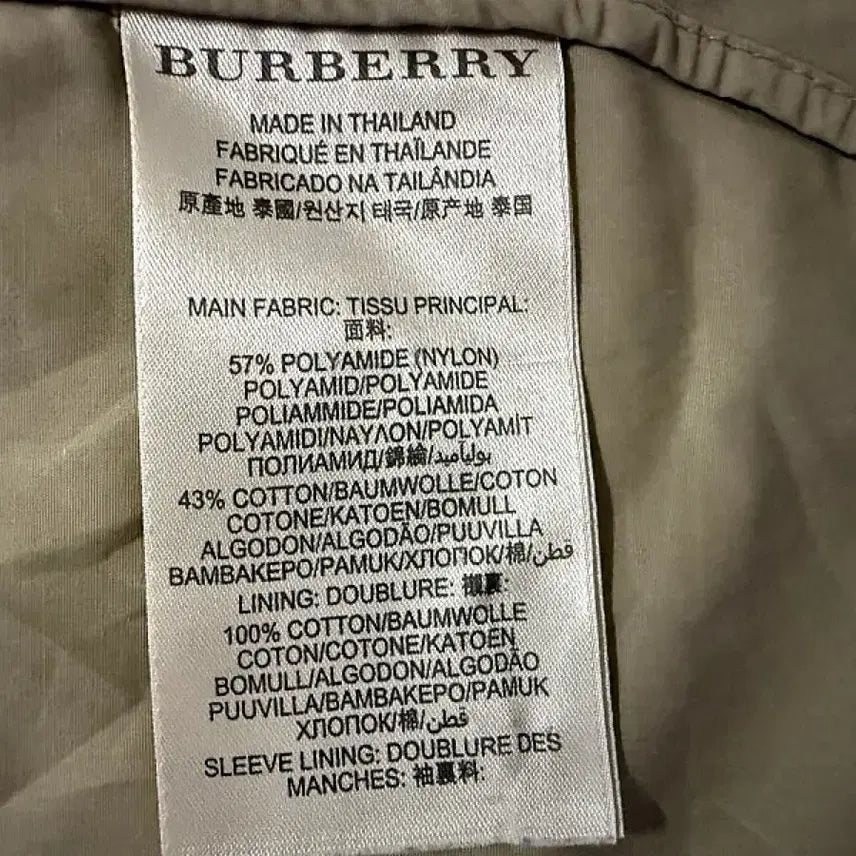 BURBERRY
MADE IN THAILAND
FABRIQUÉ EN THAÏLANDE
FABRICADO NA TAILÂNDIA
原產地 泰國/원산지 태국/原产地 泰国
MAIN FABRIC: TISSU PRINCIPAL:
面料:
57% POLYAMIDE (NYLON)
POLYAMID/POLYAMIDE
POLIAMMIDE/POLIAMIDA
POLYAMIDI/ΝΑΥΛΟΝ/POLYAMİT
ПОЛИАМИД/錦綸/بولياميد
43% COTTON/BAUMWOLLE/COTON
COTONE/KATOEN/BOMULL
ALGODON/ALGODÃO/PUUVILLA
ΒΑΜΒΑΚΕΡΟ/PAMUK/ХЛОПОК/棉/قطن
LINING: DOUBLURE: 襯裏:
100% COTTON/BAUMWOLLE
COTON/COTONE/KATOEN
BOMULL/ALGODON/ALGODÃO
PUUVILLA/ΒΑΜΒΑΚΕΡΟ/PAMUK
ХЛОПОК/棉/قطن
SLEEVE LINING: DOUBLURE DES
MANCHES: 袖裏料: